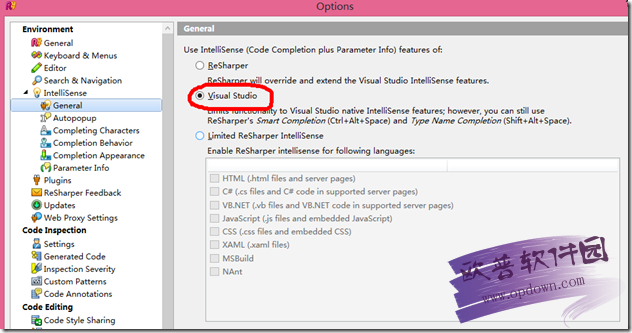 Options
Environment
General
Keyboard & Menus
Editor
Search & Navigation
IntelliSense
General
Autopopup
Completing Characters
Completion Behavior
Completion Appearance
Parameter Info
Plugins
ReSharper Feedback
Updates
Web Proxy Settings
Code Inspection
Settings
Generated Code
Inspection Severity
Custom Patterns
Code Annotations
Code Editing
Code Style Sharing
General
Use IntelliSense (Code Completion plus Parameter Info) features of:
ReSharper
ReSharper will override and extend the Visual Studio IntelliSense features.
Visual Studio
functionality to Visual Studio native IntelliSense features; however, you can still use
ReSharper's Smart Completion (Ctrl+Alt+Space) and Type Name Completion (Shift+Alt+Space).
Limited ReSharper IntelliSense
Enable ReSharper intellisense for following languages:
HTML (.html files and server pages)
C# (.cs files and C# code in supported server pages)
VB.NET (.vb files and VB.NET code in supported server pages)
JavaScript (.js files and embedded JavaScript)
CSS (.css files and embedded CSS)
XAML (.xaml files)
MSBuild
NAnt
欧普软件园
www.opdown.com